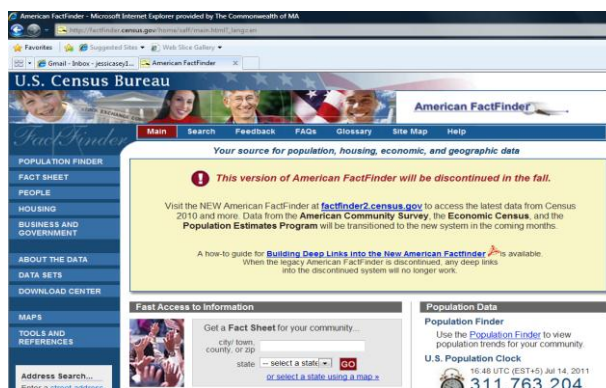 American FactFinder - Microsoft Internet Explorer provided by The Commonwealth of MA
http://factfinder.census.gov/home/saff/main.html?_lang=en
Favorites Suggested Sites Web Slice Gallery
Gmail - Inbox - jessicaseyl... American FactFinder
U.S. Census Bureau
American FactFinder
FactFinder
Main Search Feedback FAQs Glossary Site Map Help
Your source for population, housing, economic, and geographic data
POPULATION FINDER
FACT SHEET
PEOPLE
HOUSING
BUSINESS AND
GOVERNMENT
ABOUT THE DATA
DATA SETS
DOWNLOAD CENTER
MAPS
TOOLS AND
REFERENCES
Address Search...
Enter a street address
This version of American FactFinder will be discontinued in the fall.
Visit the NEW American FactFinder at factfinder2.census.gov to access the latest data from Census
2010 and more. Data from the American Community Survey, the Economic Census, and the
Population Estimates Program will be transitioned to the new system in the coming months.
A how-to guide for Building Deep Links into the New American Factfinder is available.
When the legacy American FactFinder is discontinued, any deep links
into the discontinued system will no longer work.
Fast Access to Information
Get a Fact Sheet for your community...
city/ town,
county, or zip
state -- select a state -- GO
or select a state using a map »
Population Data
Population Finder
Use the Population Finder to view
population trends for your community.
U.S. Population Clock
16:48 UTC (EST+5) Jul 14, 2011
311,763,204